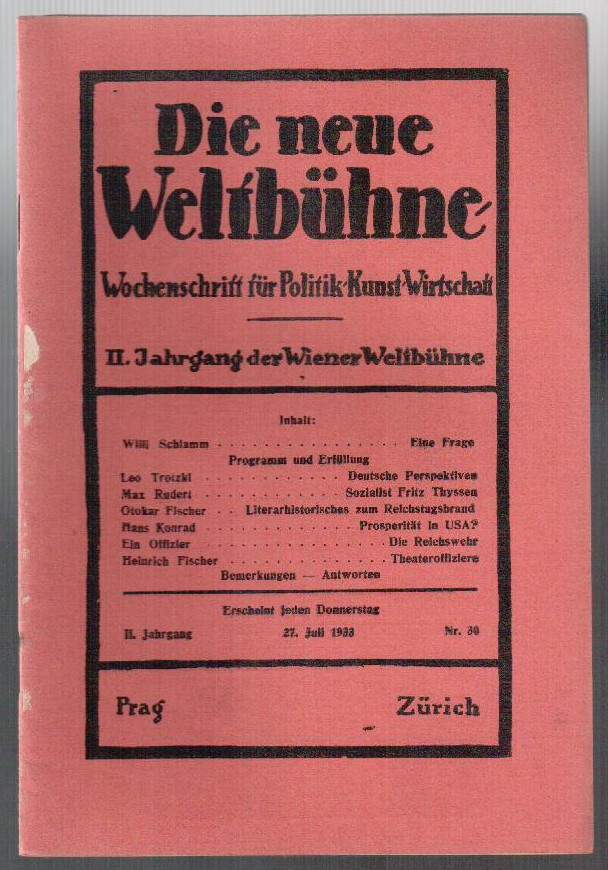 Die neue
Weltbühne
Wochenschrift für Politik·Kunst·Wirtschaft
II. Jahrgang der Wiener Weltbühne
Inhalt:
Willi Schlamm . . . . . . . . . . . . . . . . . . Eine Frage
Programm und Erfüllung
Leo Trotzki . . . . . . . . . . . . Deutsche Perspektiven
Max Rudert . . . . . . . . . . . . Sozialist Fritz Thyssen
Otokar Fischer . . Literarhistorisches zum Reichstagsbrand
Hans Konrad . . . . . . . . . . . . . . Prosperität in USA?
Ein Offizier . . . . . . . . . . . . . . . . Die Reichswehr
Heinrich Fischer . . . . . . . . . . . . . . . Theateroffiziere
Bemerkungen — Antworten
Erscheint jeden Donnerstag
II. Jahrgang 27. Juli 1933 Nr. 30
Prag Zürich